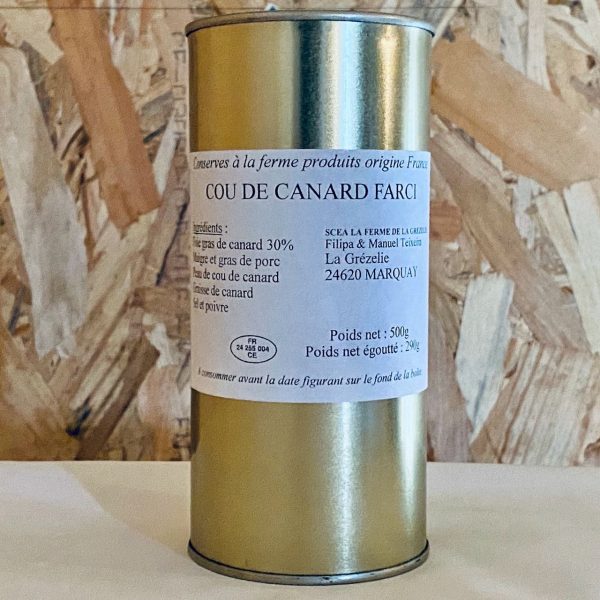 Conserves à la ferme produits origine France
COU DE CANARD FARCI
Ingrédients :
Foie gras de canard 30%
Maigre et gras de porc
Peau de cou de canard
Graisse de canard
Sel et poivre
SCEA LA FERME DE LA GRÉZELIE
Filipa & Manuel Teixeira
La Grézelie
24620 MARQUAY
FR
24 255 004
CE
Poids net : 500g
Poids net égoutté : 290g
A consommer avant la date figurant sur le fond de la boîte